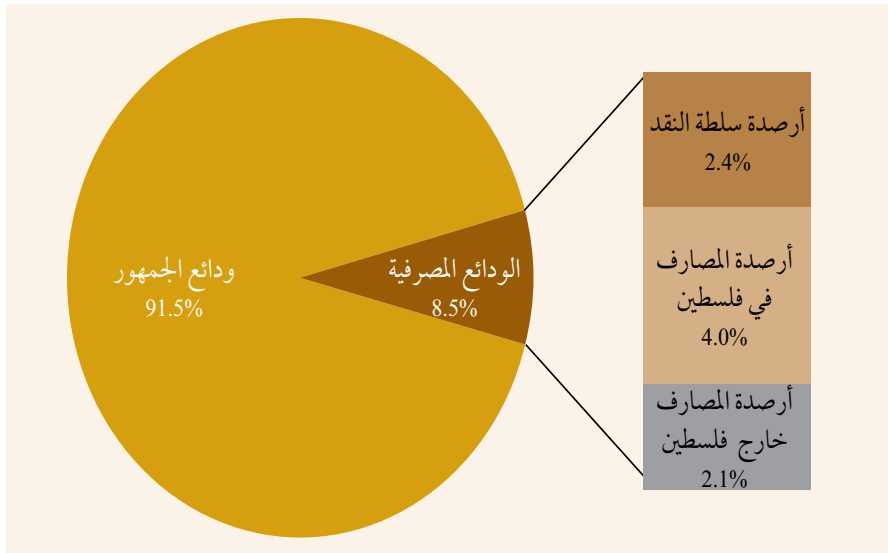 أرصدة سلطة النقد
2.4%
أرصدة المصارف
في فلسطين
4.0%
أرصدة المصارف
خارج فلسطين
2.1%
الودائع المصرفية
8.5%
ودائع الجمهور
91.5%